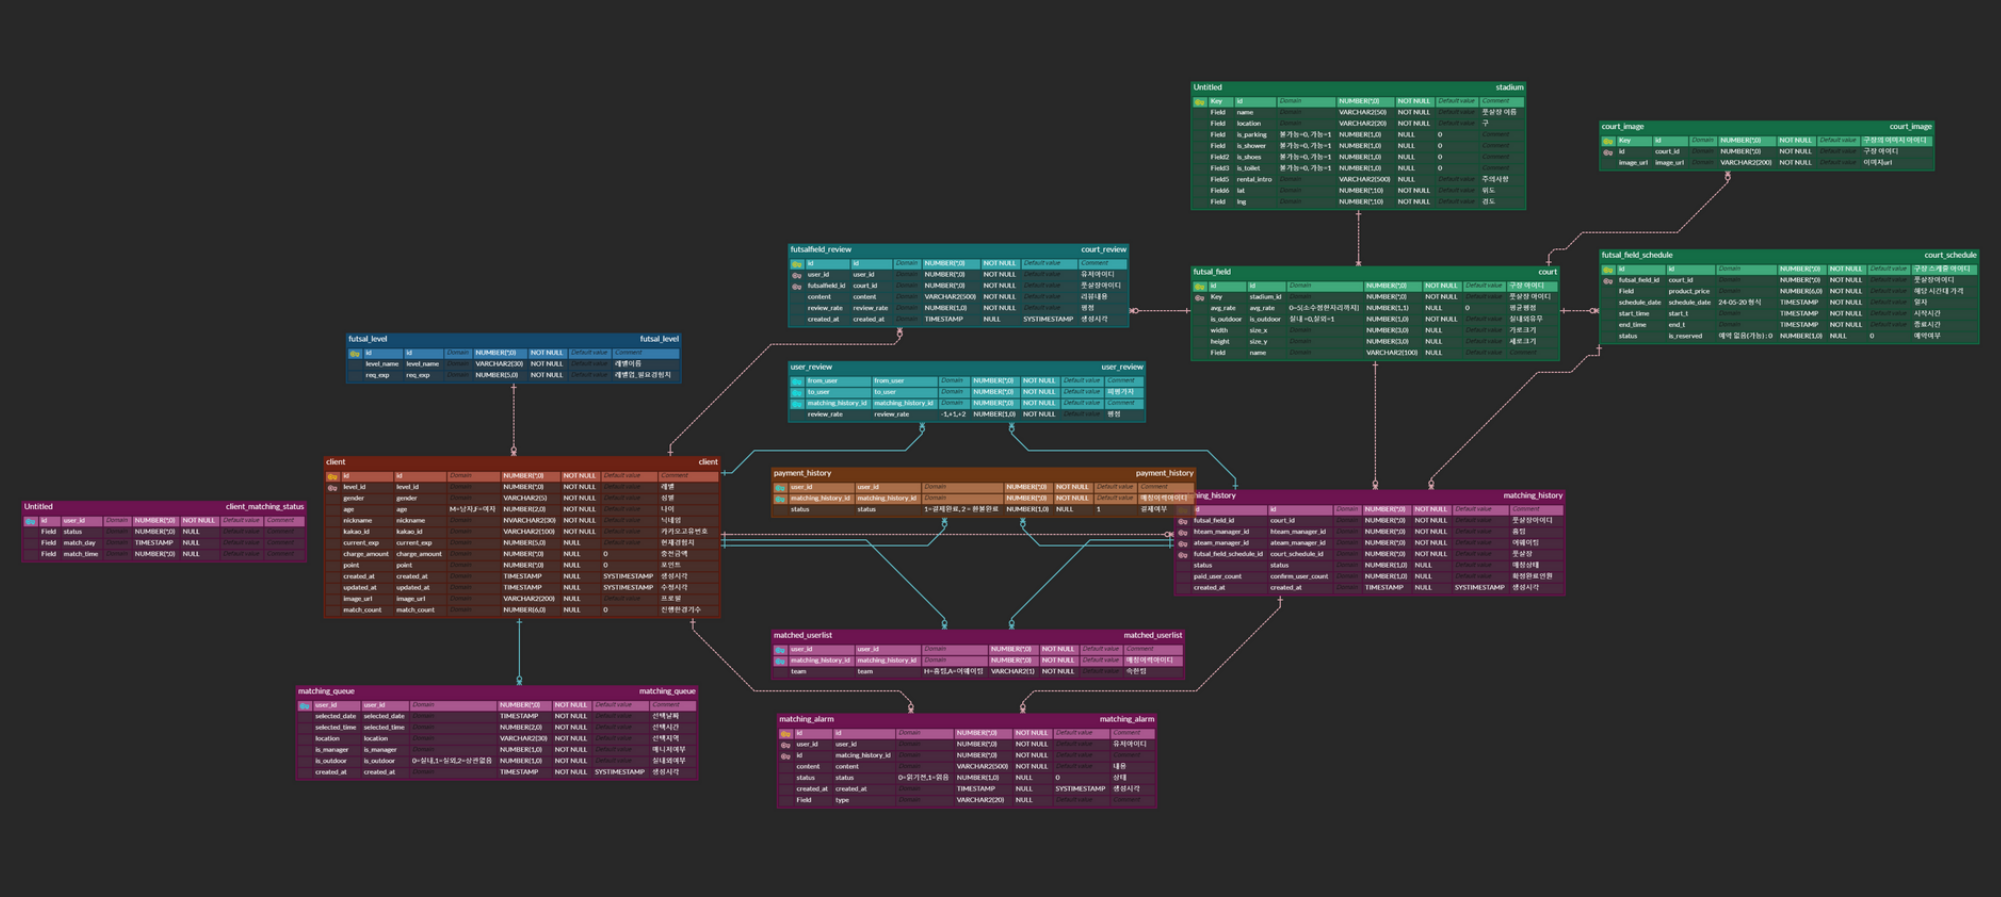 Untitled stadium
Key id Domain NUMBER(*,0) NOT NULL Default value Comment
Field name Domain VARCHAR2(50) NOT NULL Default value 풋살장 이름
Field location Domain VARCHAR2(20) NOT NULL Default value 구
Field is_parking 불가능=0, 가능=1 NUMBER(1,0) NULL 0 Comment
Field is_shower 불가능=0, 가능=1 NUMBER(1,0) NULL 0 Comment
Field2 is_shoes 불가능=0, 가능=1 NUMBER(1,0) NULL 0 Comment
Field3 is_toilet 불가능=0, 가능=1 NUMBER(1,0) NULL 0 Comment
Field5 rental_intro Domain VARCHAR2(500) NULL Default value 주의사항
Field6 lat Domain NUMBER(*,10) NOT NULL Default value 위도
Field lng Domain NUMBER(*,10) NOT NULL Default value 경도
court_image court_image
Key id Domain NUMBER(*,0) NOT NULL Default value 구장의 이미지 아이디
id court_id Domain NUMBER(*,0) NOT NULL Default value 구장 아이디
image_url image_url Domain VARCHAR2(200) NOT NULL Default value 이미지url
futsalfield_review court_review
id id Domain NUMBER(*,0) NOT NULL Default value Comment
user_id user_id Domain NUMBER(*,0) NOT NULL Default value 유저아이디
futsalfield_id court_id Domain NUMBER(*,0) NOT NULL Default value 풋살장아이디
content content Domain VARCHAR2(500) NOT NULL Default value 리뷰내용
review_rate review_rate Domain NUMBER(1,0) NOT NULL Default value 평점
created_at created_at Domain TIMESTAMP NULL SYSTIMESTAMP 생성시각
futsal_field court
id id Domain NUMBER(*,0) NOT NULL Default value 구장 아이디
Key stadium_id Domain NUMBER(*,0) NOT NULL Default value 풋살장 아이디
avg_rate avg_rate 0~5[소수점한자리까지] NUMBER(1,1) NULL 0 평균평점
is_outdoor is_outdoor 실내 =0,실외=1 NUMBER(1,0) NOT NULL Default value 실내외유무
width size_x Domain NUMBER(3,0) NULL Default value 가로크기
height size_y Domain NUMBER(3,0) NULL Default value 세로크기
Field name Domain VARCHAR2(100) NOT NULL Default value Comment
futsal_field_schedule court_schedule
id id Domain NUMBER(*,0) NOT NULL Default value 구장 스케줄 아이디
futsal_field_id court_id Domain NUMBER(*,0) NOT NULL Default value 풋살장아이디
Field product_price Domain NUMBER(6,0) NOT NULL Default value 해당 시간대 가격
schedule_date schedule_date 24-05-20 형식 TIMESTAMP NOT NULL Default value 일자
start_time start_t Domain TIMESTAMP NOT NULL Default value 시작시간
end_time end_t Domain TIMESTAMP NOT NULL Default value 종료시간
status is_reserved 예약 없음(가능) : 0 NUMBER(1,0) NULL 0 예약여부
futsal_level futsal_level
id id Domain NUMBER(*,0) NOT NULL Default value Comment
level_name level_name Domain VARCHAR2(30) NOT NULL Default value 레벨이름
req_exp req_exp Domain NUMBER(5,0) NOT NULL Default value 레벨업_필요경험치
user_review user_review
from_user from_user Domain NUMBER(*,0) NOT NULL Default value Comment
to_user to_user Domain NUMBER(*,0) NOT NULL Default value 피평가자
matching_history_id matching_history_id Domain NUMBER(*,0) NOT NULL Default value Comment
review_rate review_rate -1,+1,+2 NUMBER(1,0) NOT NULL Default value 평점
client client
id id Domain NUMBER(*,0) NOT NULL Default value Comment
level_id level_id Domain NUMBER(*,0) NOT NULL Default value 레벨
gender gender Domain VARCHAR2(5) NOT NULL Default value 성별
age age M=남자,F=여자 NUMBER(2,0) NOT NULL Default value 나이
nickname nickname Domain NVARCHAR2(30) NOT NULL Default value 닉네임
kakao_id kakao_id Domain VARCHAR2(100) NOT NULL Default value 카카오고유번호
current_exp current_exp Domain NUMBER(5,0) NULL Default value 현재경험치
charge_amount charge_amount Domain NUMBER(*,0) NULL 0 충전금액
point point Domain NUMBER(*,0) NULL 0 포인트
created_at created_at Domain TIMESTAMP NULL SYSTIMESTAMP 생성시각
updated_at updated_at Domain TIMESTAMP NULL SYSTIMESTAMP 수정시각
image_url image_url Domain VARCHAR2(200) NULL Default value 프로필
match_count match_count Domain NUMBER(6,0) NULL 0 진행한경기수
payment_history payment_history
user_id user_id Domain NUMBER(*,0) NOT NULL Default value Comment
matching_history_id matching_history_id Domain NUMBER(*,0) NOT NULL Default value 매칭이력아이디
status status 1=결제완료, 2 = 환불완료 NUMBER(1,0) NULL 1 결제여부
Untitled client_matching_status
id user_id Domain NUMBER(*,0) NOT NULL Default value Comment
Field status Domain NUMBER(*,0) NULL Default value Comment
Field match_day Domain TIMESTAMP NULL Default value Comment
Field match_time Domain NUMBER(*,0) NULL Default value Comment
ning_history matching_history
id id Domain NUMBER(*,0) NOT NULL Default value Comment
futsal_field_id court_id Domain NUMBER(*,0) NOT NULL Default value 풋살장아이디
hteam_manager_id hteam_manager_id Domain NUMBER(*,0) NULL Default value 홈팀
ateam_manager_id ateam_manager_id Domain NUMBER(*,0) NULL Default value 어웨이팀
futsal_field_schedule_id court_schedule_id Domain NUMBER(*,0) NOT NULL Default value 풋살장
status status Domain NUMBER(1,0) NULL Default value 매칭상태
paid_user_count confirm_user_count Domain NUMBER(1,0) NULL Default value 확정완료인원
created_at created_at Domain TIMESTAMP NULL SYSTIMESTAMP 생성시각
matched_userlist matched_userlist
user_id user_id Domain NUMBER(*,0) NOT NULL Default value Comment
matching_history_id matching_history_id Domain NUMBER(*,0) NOT NULL Default value 매칭이력아이디
team team H=홈팀,A=어웨이팀 VARCHAR2(1) NOT NULL Default value 속한팀
matching_queue matching_queue
user_id user_id Domain NUMBER(*,0) NOT NULL Default value Comment
selected_date selected_date Domain TIMESTAMP NOT NULL Default value 선택날짜
selected_time selected_time Domain NUMBER(2,0) NOT NULL Default value 선택시간
location location Domain VARCHAR2(30) NOT NULL Default value 선택지역
is_manager is_manager Domain NUMBER(1,0) NOT NULL Default value 매니저여부
is_outdoor is_outdoor 0=실내,1=실외,2=상관없음 NUMBER(1,0) NOT NULL Default value 실내외여부
created_at created_at Domain TIMESTAMP NOT NULL SYSTIMESTAMP 생성시각
matching_alarm matching_alarm
id id Domain NUMBER(*,0) NOT NULL Default value Comment
user_id user_id Domain NUMBER(*,0) NOT NULL Default value 유저아이디
id matcing_history_id Domain NUMBER(*,0) NOT NULL Default value Comment
content content Domain VARCHAR2(500) NOT NULL Default value 내용
status status 0=읽기전,1=읽음 NUMBER(1,0) NULL 0 상태
created_at created_at Domain TIMESTAMP NULL SYSTIMESTAMP 생성시각
Field type Domain VARCHAR2(20) NULL Default value Comment